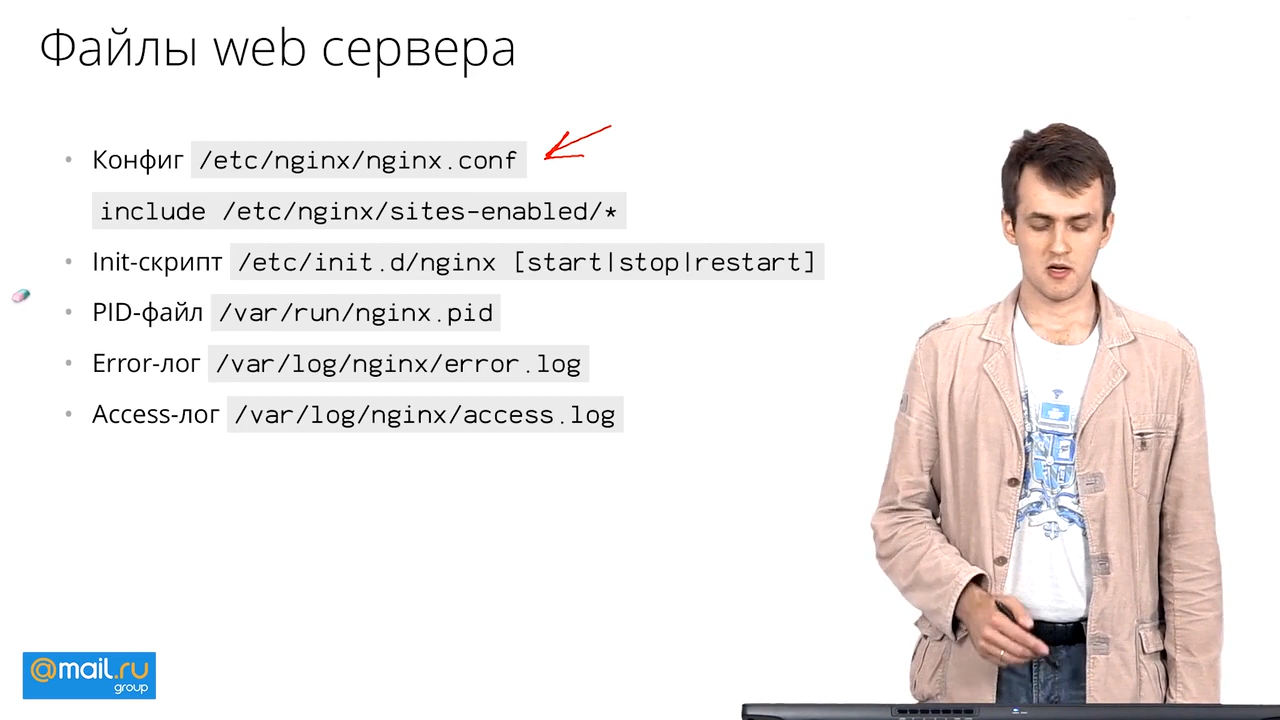 Файлы web сервера
• Конфиг /etc/nginx/nginx.conf
include /etc/nginx/sites-enabled/*
• Init-скрипт /etc/init.d/nginx [start|stop|restart]
• PID-файл /var/run/nginx.pid
• Error-лог /var/log/nginx/error.log
• Access-лог /var/log/nginx/access.log
@mail.ru
group